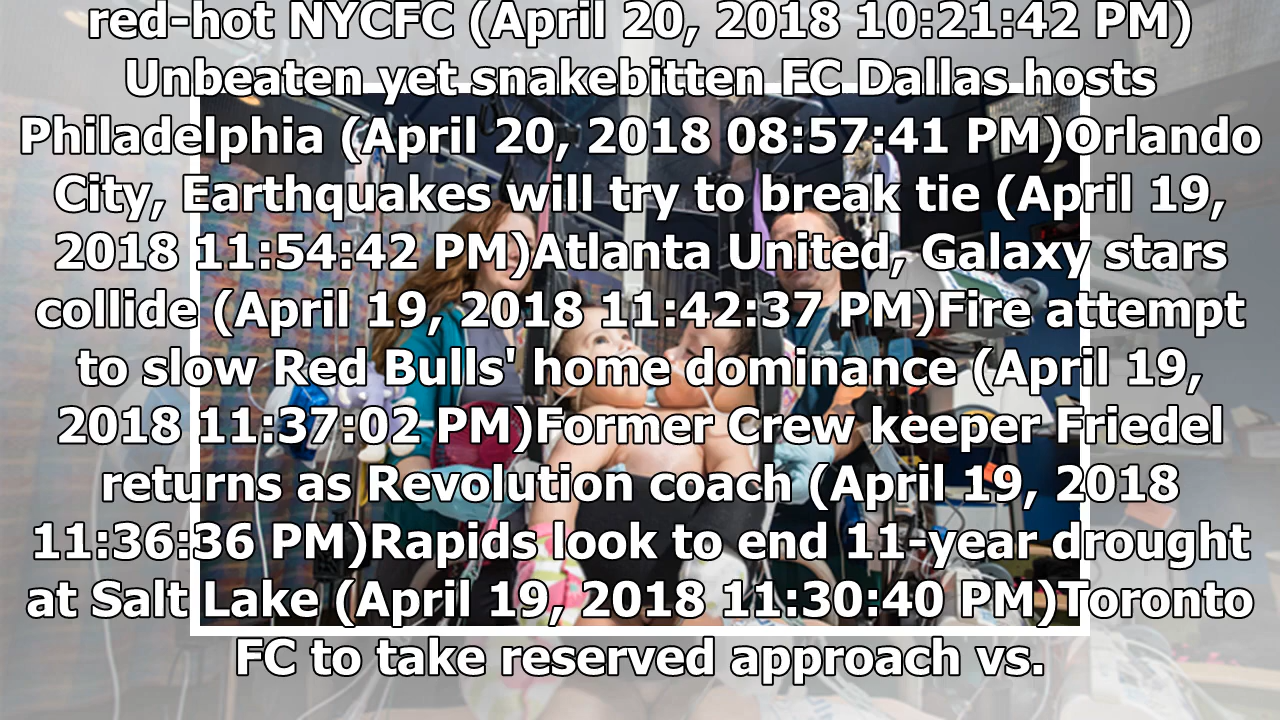 red-hot NYCFC (April 20, 2018 10:21:42 PM)
Unbeaten yet snakebitten FC Dallas hosts
Philadelphia (April 20, 2018 08:57:41 PM)Orlando
City, Earthquakes will try to break tie (April 19,
2018 11:54:42 PM)Atlanta United, Galaxy stars
collide (April 19, 2018 11:42:37 PM)Fire attempt
to slow Red Bulls' home dominance (April 19,
2018 11:37:02 PM)Former Crew keeper Friedel
returns as Revolution coach (April 19, 2018
11:36:36 PM)Rapids look to end 11-year drought
at Salt Lake (April 19, 2018 11:30:40 PM)Toronto
FC to take reserved approach vs.